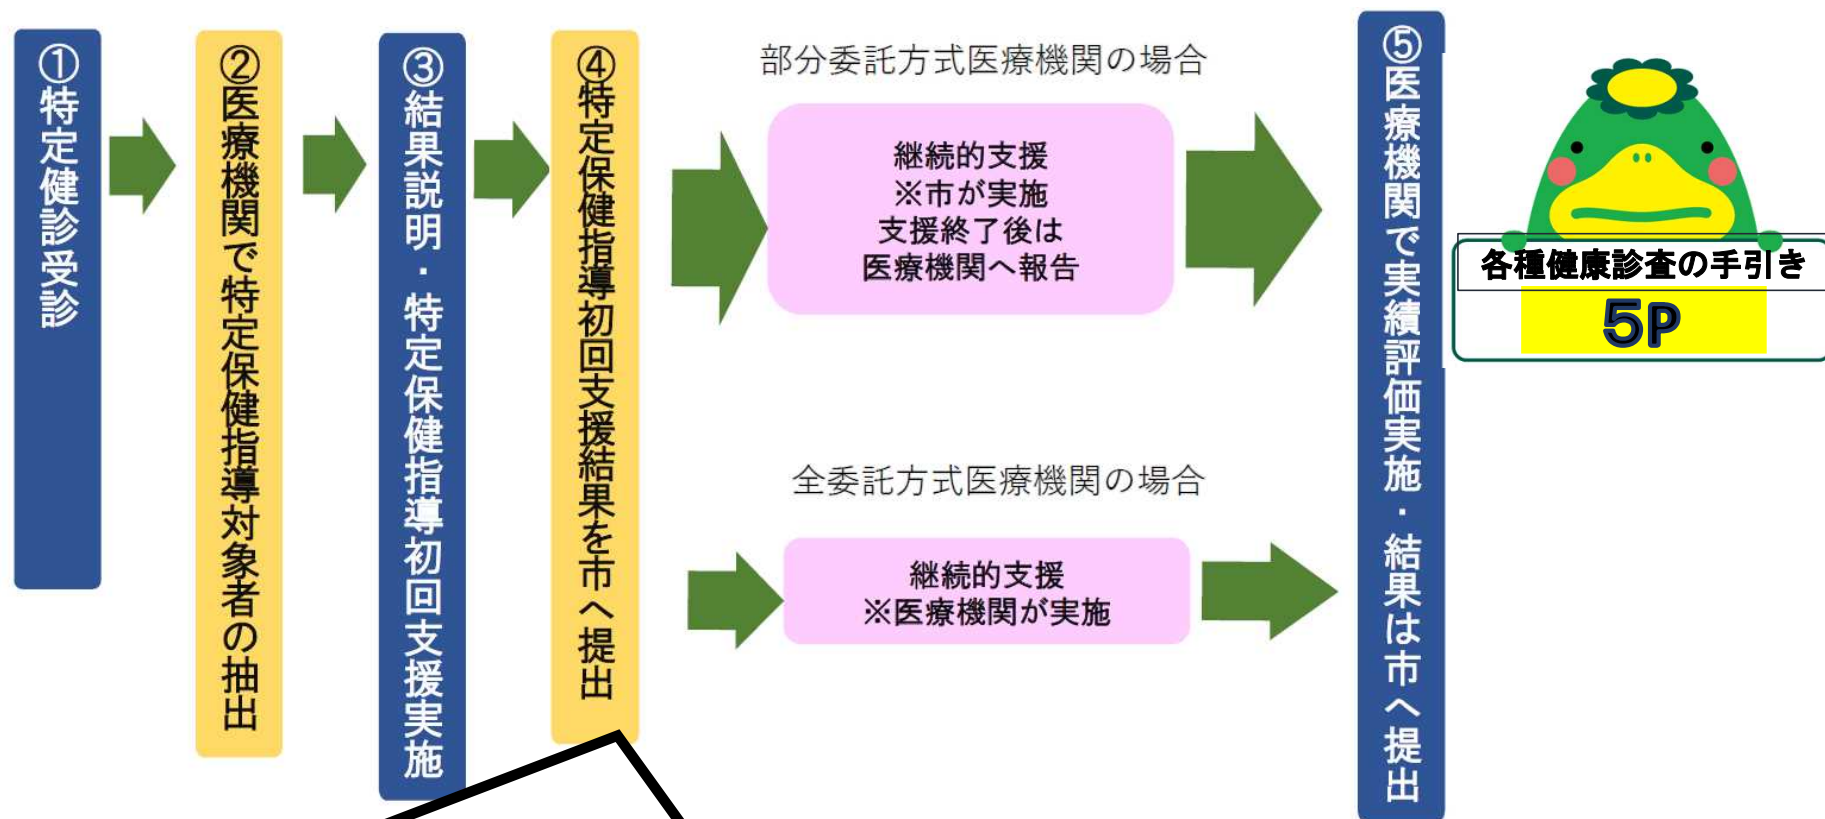 ①特定健診受診
②医療機関で特定保健指導対象者の抽出
③結果説明・特定保健指導初回支援実施
④特定保健指導初回支援結果を市へ提出
部分委託方式医療機関の場合
継続的支援
※市が実施
支援終了後は
医療機関へ報告
全委託方式医療機関の場合
継続的支援
※医療機関が実施
⑤医療機関で実績評価実施・結果は市へ提出
各種健康診査の手引き
5P